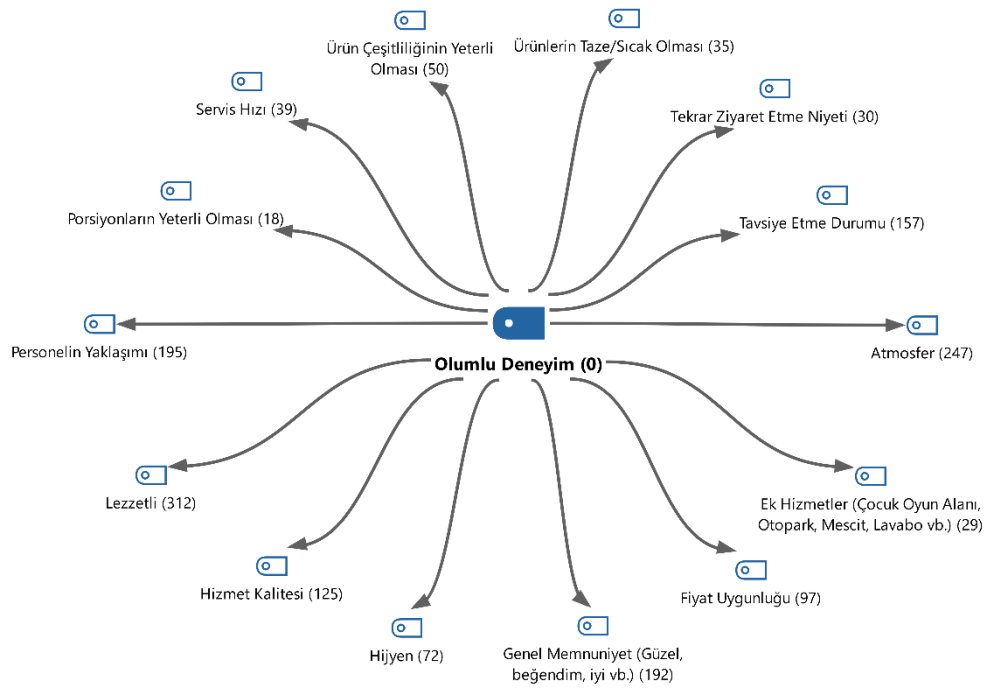 Ürün Çeşitliliğinin Yeterli
Olması (50)
Ürünlerin Taze/Sıcak Olması (35)
Servis Hızı (39)
Tekrar Ziyaret Etme Niyeti (30)
Porsiyonların Yeterli Olması (18)
Tavsiye Etme Durumu (157)
Personelin Yaklaşımı (195)
Atmosfer (247)
Olumlu Deneyim (0)
Lezzetli (312)
Ek Hizmetler (Çocuk Oyun Alanı,
Otopark, Mescit, Lavabo vb.) (29)
Hizmet Kalitesi (125)
Fiyat Uygunluğu (97)
Hijyen (72)
Genel Memnuniyet (Güzel,
beğendim, iyi vb.) (192)